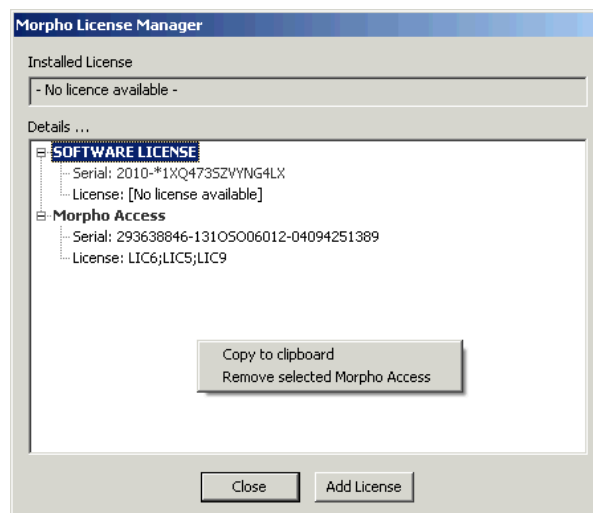 Morpho License Manager
Installed License
- No licence available -
Details ...
SOFTWARE LICENSE
Serial: 2010-*1XQ473SZVYNG4LX
License: [No license available]
Morpho Access
Serial: 293638846-131OSO06012-04094251389
License: LIC6;LIC5;LIC9
Copy to clipboard
Remove selected Morpho Access
Close
Add License